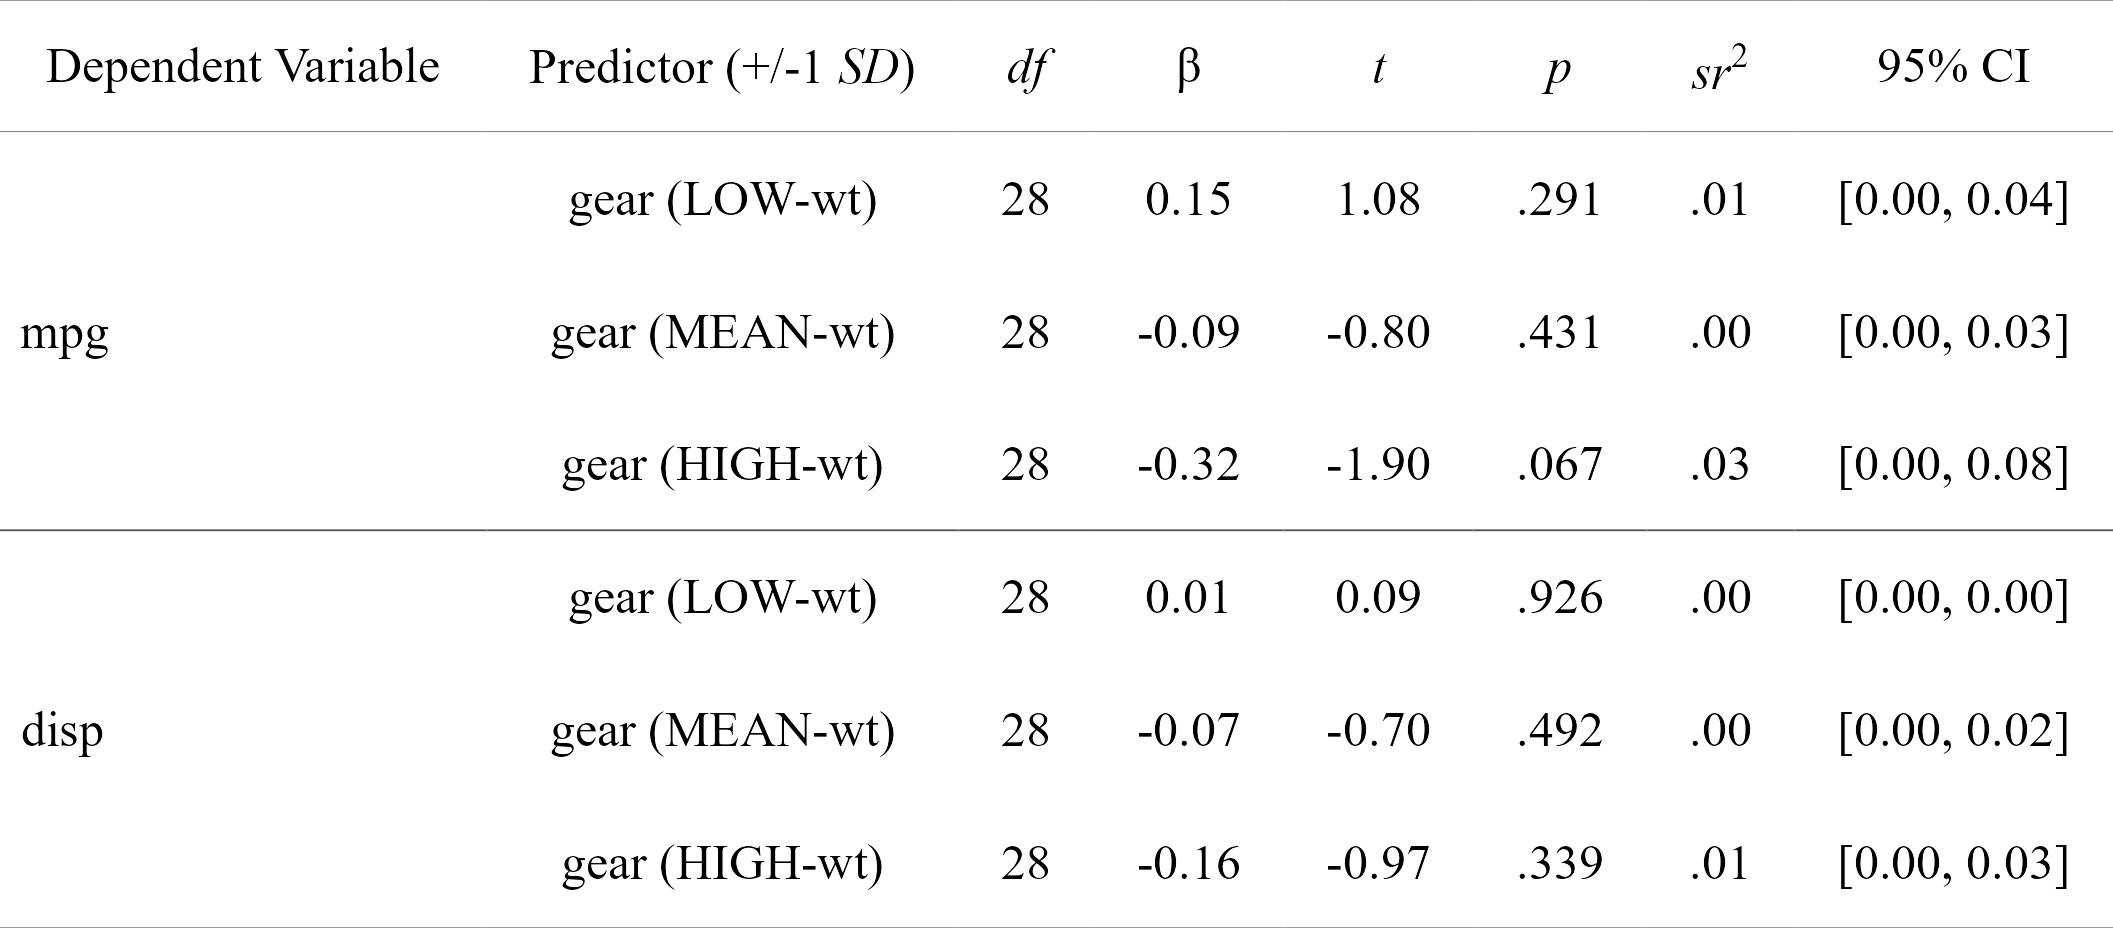 Dependent Variable Predictor (+/-1 SD) df β t p sr² 95% CI
gear (LOW-wt) 28 0.15 1.08 .291 .01 [0.00, 0.04]
mpg gear (MEAN-wt) 28 -0.09 -0.80 .431 .00 [0.00, 0.03]
gear (HIGH-wt) 28 -0.32 -1.90 .067 .03 [0.00, 0.08]
gear (LOW-wt) 28 0.01 0.09 .926 .00 [0.00, 0.00]
disp gear (MEAN-wt) 28 -0.07 -0.70 .492 .00 [0.00, 0.02]
gear (HIGH-wt) 28 -0.16 -0.97 .339 .01 [0.00, 0.03]